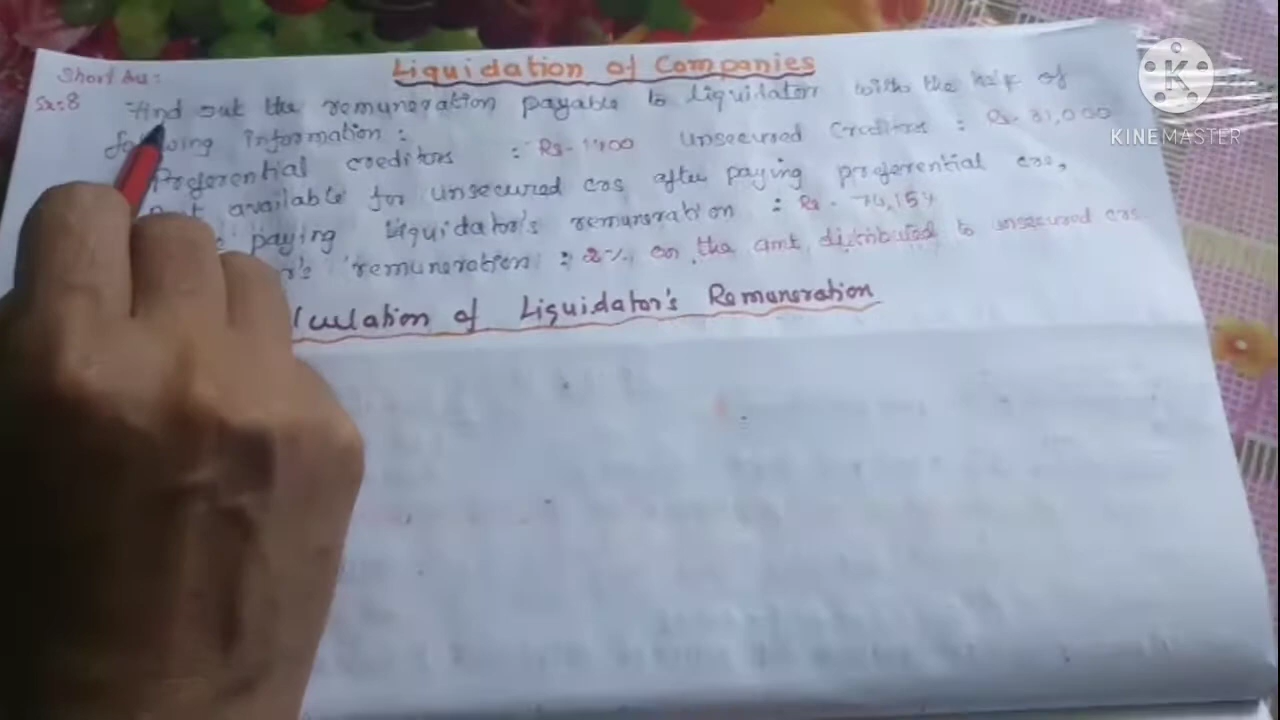 Liquidation of Companies
Short Ans:
Ex:8 Find out the remuneration payable to liquidator with the help of
following information:
Preferential creditors : Rs. 1400 Unsecured Creditors : Rs. 81,000
available for unsecured crs after paying preferential crs,
paying Liquidator's remuneration : Rs. 76,154
remuneration : 2% on the amt, distributed to unsecured crs.
Liquidator's Remuneration
KINEMASTER